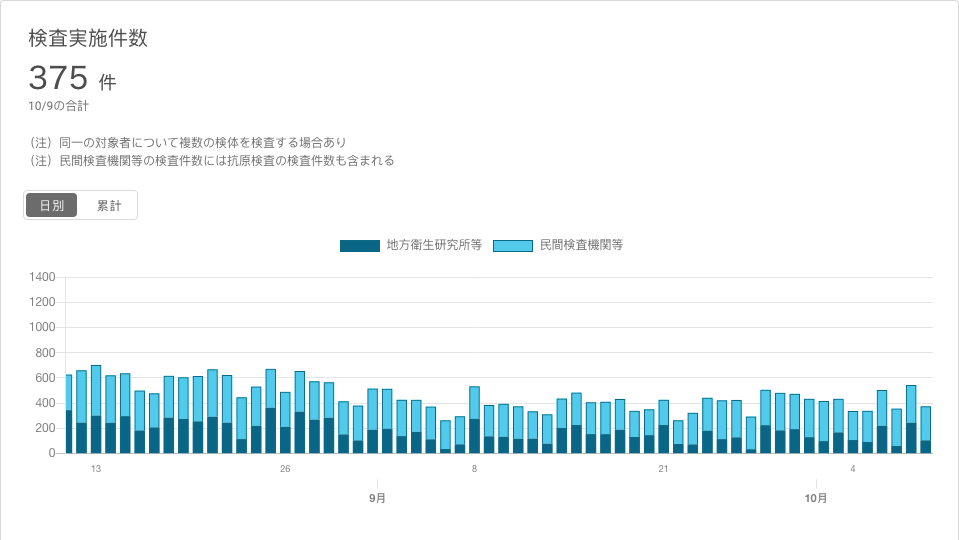 検査実施件数
375 件
10/9の合計
（注）同一の対象者について複数の検体を検査する場合あり
（注）民間検査機関等の検査件数には抗原検査の検査件数も含まれる
日別 累計
地方衛生研究所等 民間検査機関等
1400
1200
1000
800
600
400
200
0
13 26 8 21 4
9月 10月